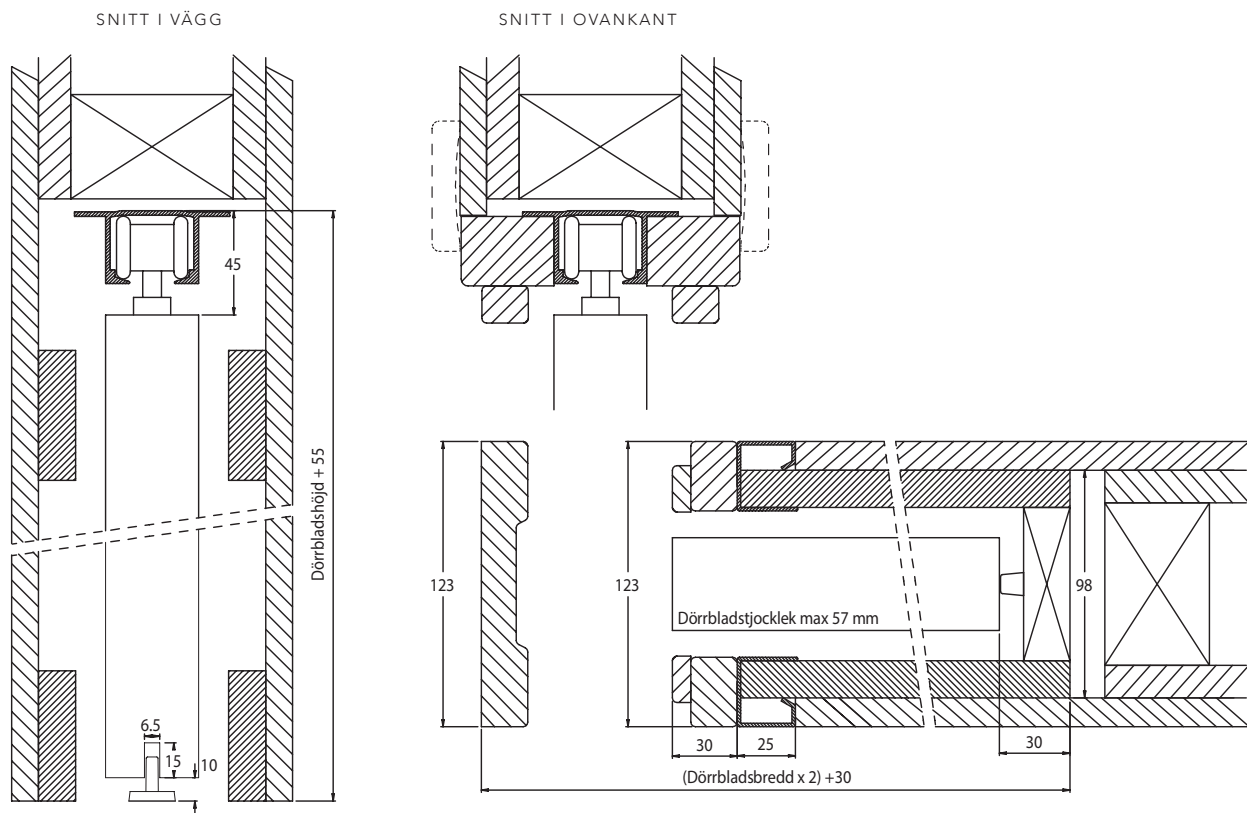 SNITT I VÄGG
SNITT I OVANKANT
45
Dörrbladshöjd + 55
6.5
15
10
123
123
98
Dörrbladstjocklek max 57 mm
30
25
30
(Dörrbladsbredd x 2) +30